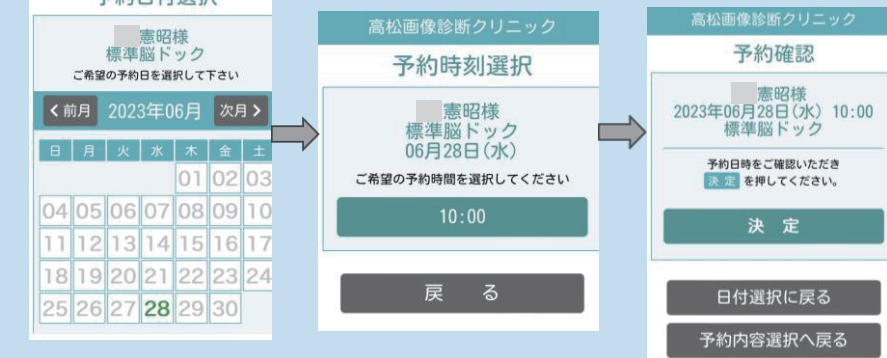 予約日付選択
憲昭様
標準脳ドック
ご希望の予約日を選択して下さい
前月 2023年06月 次月
日 月 火 水 木 金 土
01 02 03
04 05 06 07 08 09 10
11 12 13 14 15 16 17
18 19 20 21 22 23 24
25 26 27 28 29 30
高松画像診断クリニック
予約時刻選択
憲昭様
標準脳ドック
06月28日(水)
ご希望の予約時間を選択してください
10:00
戻 る
高松画像診断クリニック
予約確認
憲昭様
2023年06月28日(水) 10:00
標準脳ドック
予約日時をご確認いただき
決 定 を押してください。
決 定
日付選択に戻る
予約内容選択へ戻る